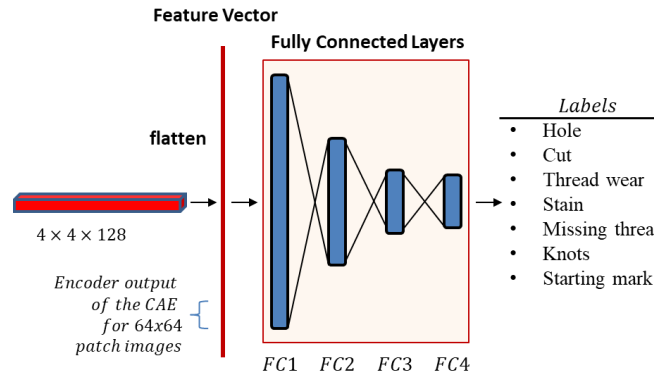 Feature Vector
Fully Connected Layers
flatten
4 × 4 × 128
Encoder output
of the CAE
for 64x64
patch images
FC1 FC2 FC3 FC4
Labels
• Hole
• Cut
• Thread wear
• Stain
• Missing threa
• Knots
• Starting mark